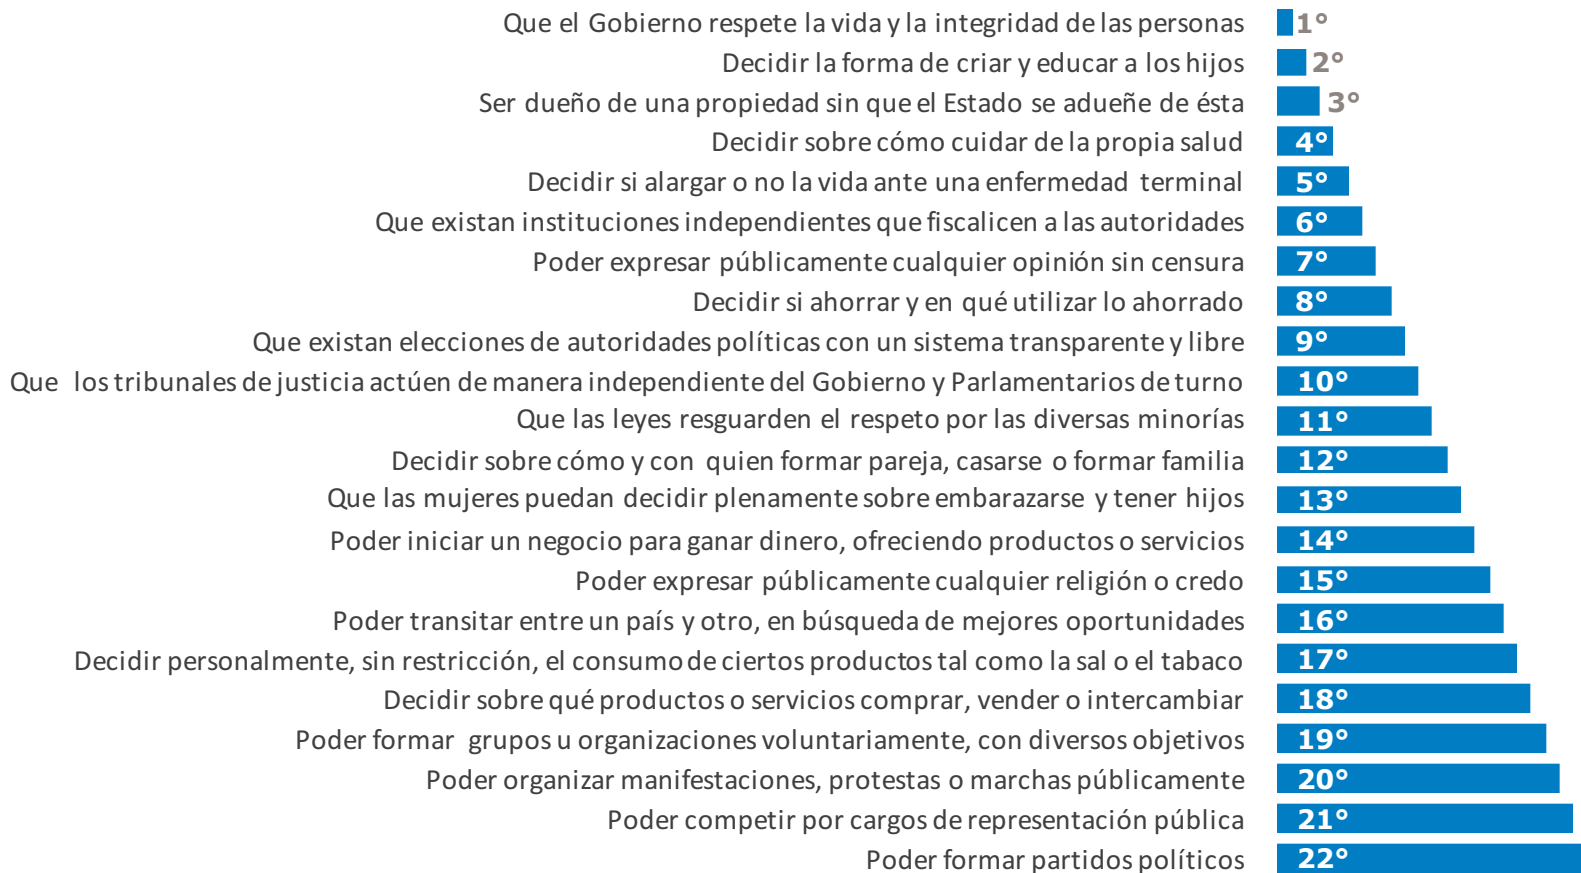 Que el Gobierno respete la vida y la integridad de las personas 1°
Decidir la forma de criar y educar a los hijos 2°
Ser dueño de una propiedad sin que el Estado se adueñe de ésta 3°
Decidir sobre cómo cuidar de la propia salud 4°
Decidir si alargar o no la vida ante una enfermedad terminal 5°
Que existan instituciones independientes que fiscalicen a las autoridades 6°
Poder expresar públicamente cualquier opinión sin censura 7°
Decidir si ahorrar y en qué utilizar lo ahorrado 8°
Que existan elecciones de autoridades políticas con un sistema transparente y libre 9°
Que los tribunales de justicia actúen de manera independiente del Gobierno y Parlamentarios de turno 10°
Que las leyes resguarden el respeto por las diversas minorías 11°
Decidir sobre cómo y con quien formar pareja, casarse o formar familia 12°
Que las mujeres puedan decidir plenamente sobre embarazarse y tener hijos 13°
Poder iniciar un negocio para ganar dinero, ofreciendo productos o servicios 14°
Poder expresar públicamente cualquier religión o credo 15°
Poder transitar entre un país y otro, en búsqueda de mejores oportunidades 16°
Decidir personalmente, sin restricción, el consumo de ciertos productos tal como la sal o el tabaco 17°
Decidir sobre qué productos o servicios comprar, vender o intercambiar 18°
Poder formar grupos u organizaciones voluntariamente, con diversos objetivos 19°
Poder organizar manifestaciones, protestas o marchas públicamente 20°
Poder competir por cargos de representación pública 21°
Poder formar partidos políticos 22°